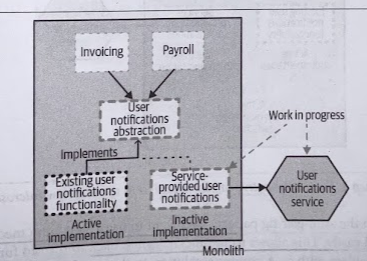 Invoicing
Payroll
User
notifications
abstraction
Work in progress
Implements
Existing user
notifications
functionality
Service-
provided user
notifications
User
notifications
service
Active
implementation
Inactive
implementation
Monolith